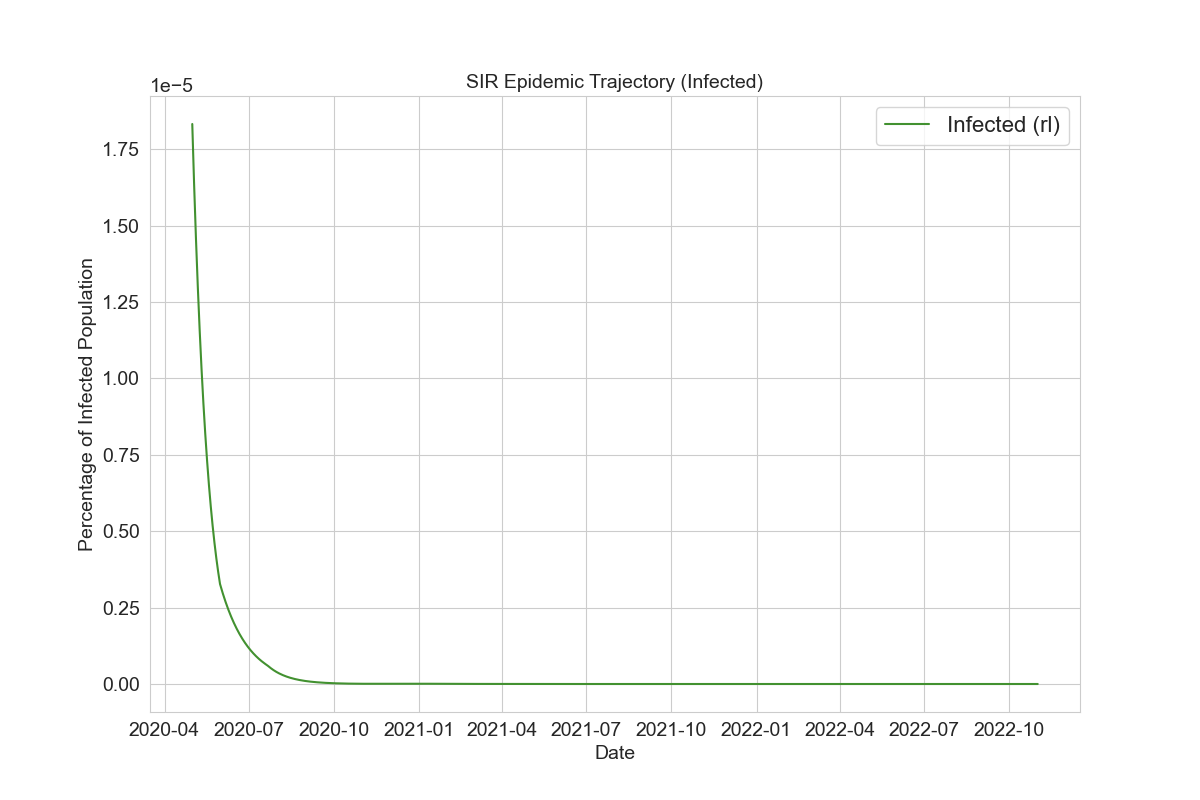 SIR Epidemic Trajectory (Infected)
1e−5
Infected (rl)
1.75
1.50
1.25
1.00
0.75
0.50
0.25
0.00
Percentage of Infected Population
2020-04 2020-07 2020-10 2021-01 2021-04 2021-07 2021-10 2022-01 2022-04 2022-07 2022-10
Date